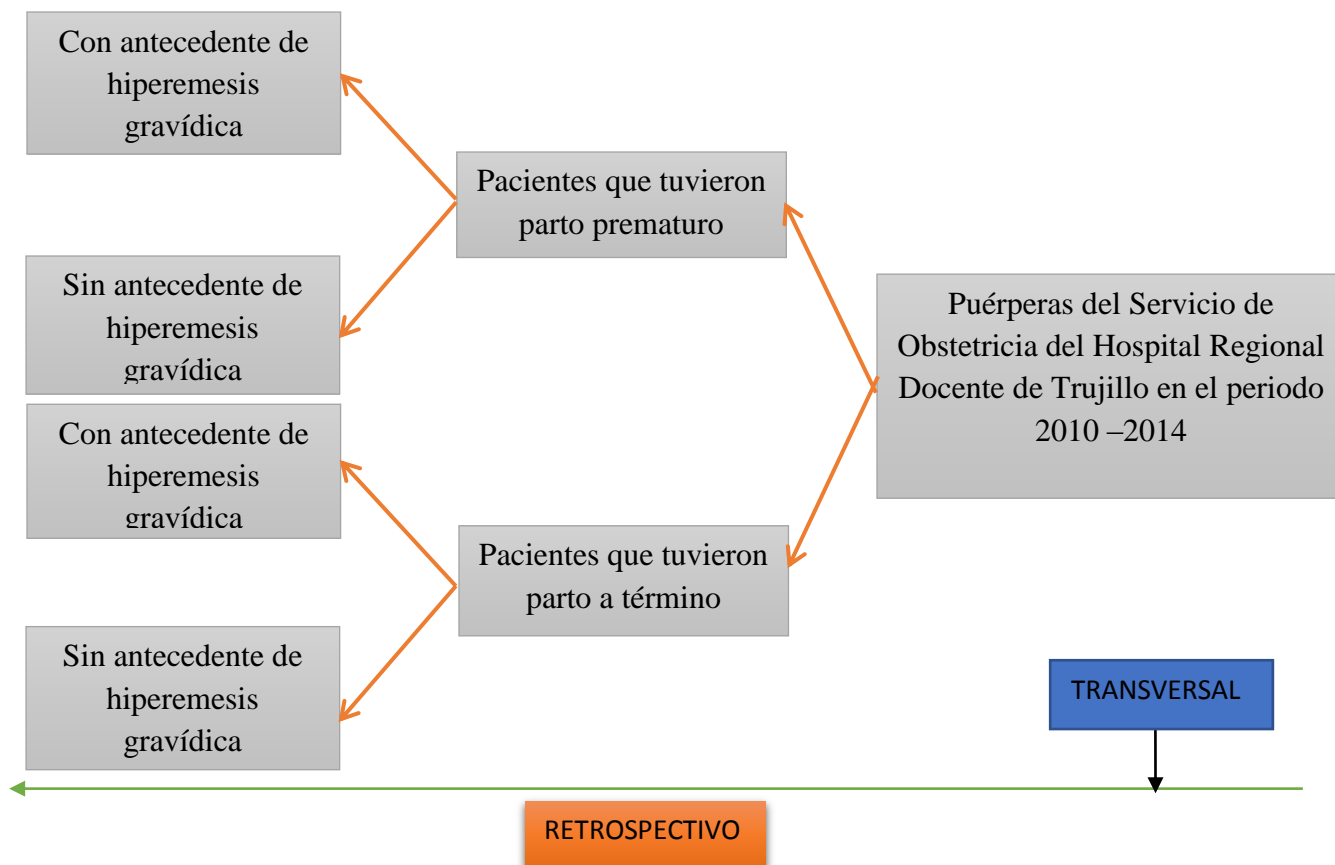 Con antecedente de
hiperemesis
gravídica
Sin antecedente de
hiperemesis
gravídica
Con antecedente de
hiperemesis
gravídica
Sin antecedente de
hiperemesis
gravídica
Pacientes que tuvieron
parto prematuro
Pacientes que tuvieron
parto a término
Puérperas del Servicio de
Obstetricia del Hospital Regional
Docente de Trujillo en el periodo
2010 –2014
TRANSVERSAL
RETROSPECTIVO